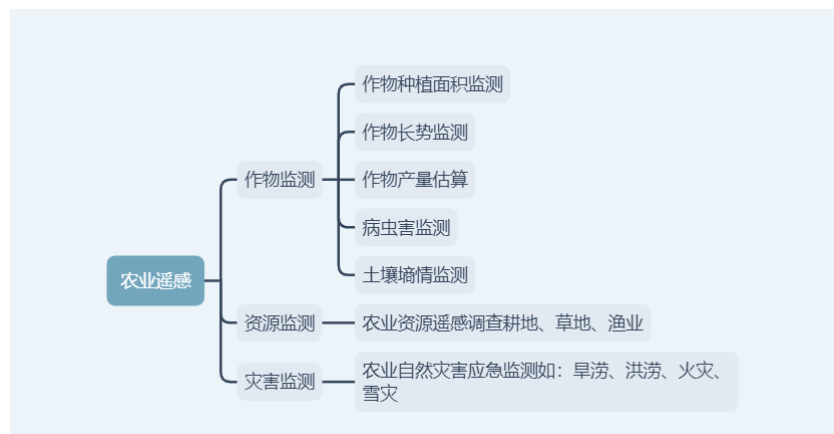 作物种植面积监测
作物长势监测
作物监测
作物产量估算
病虫害监测
土壤墒情监测
农业遥感
资源监测
农业资源遥感调查耕地、草地、渔业
灾害监测
农业自然灾害应急监测如：旱涝、洪涝、火灾、
雪灾